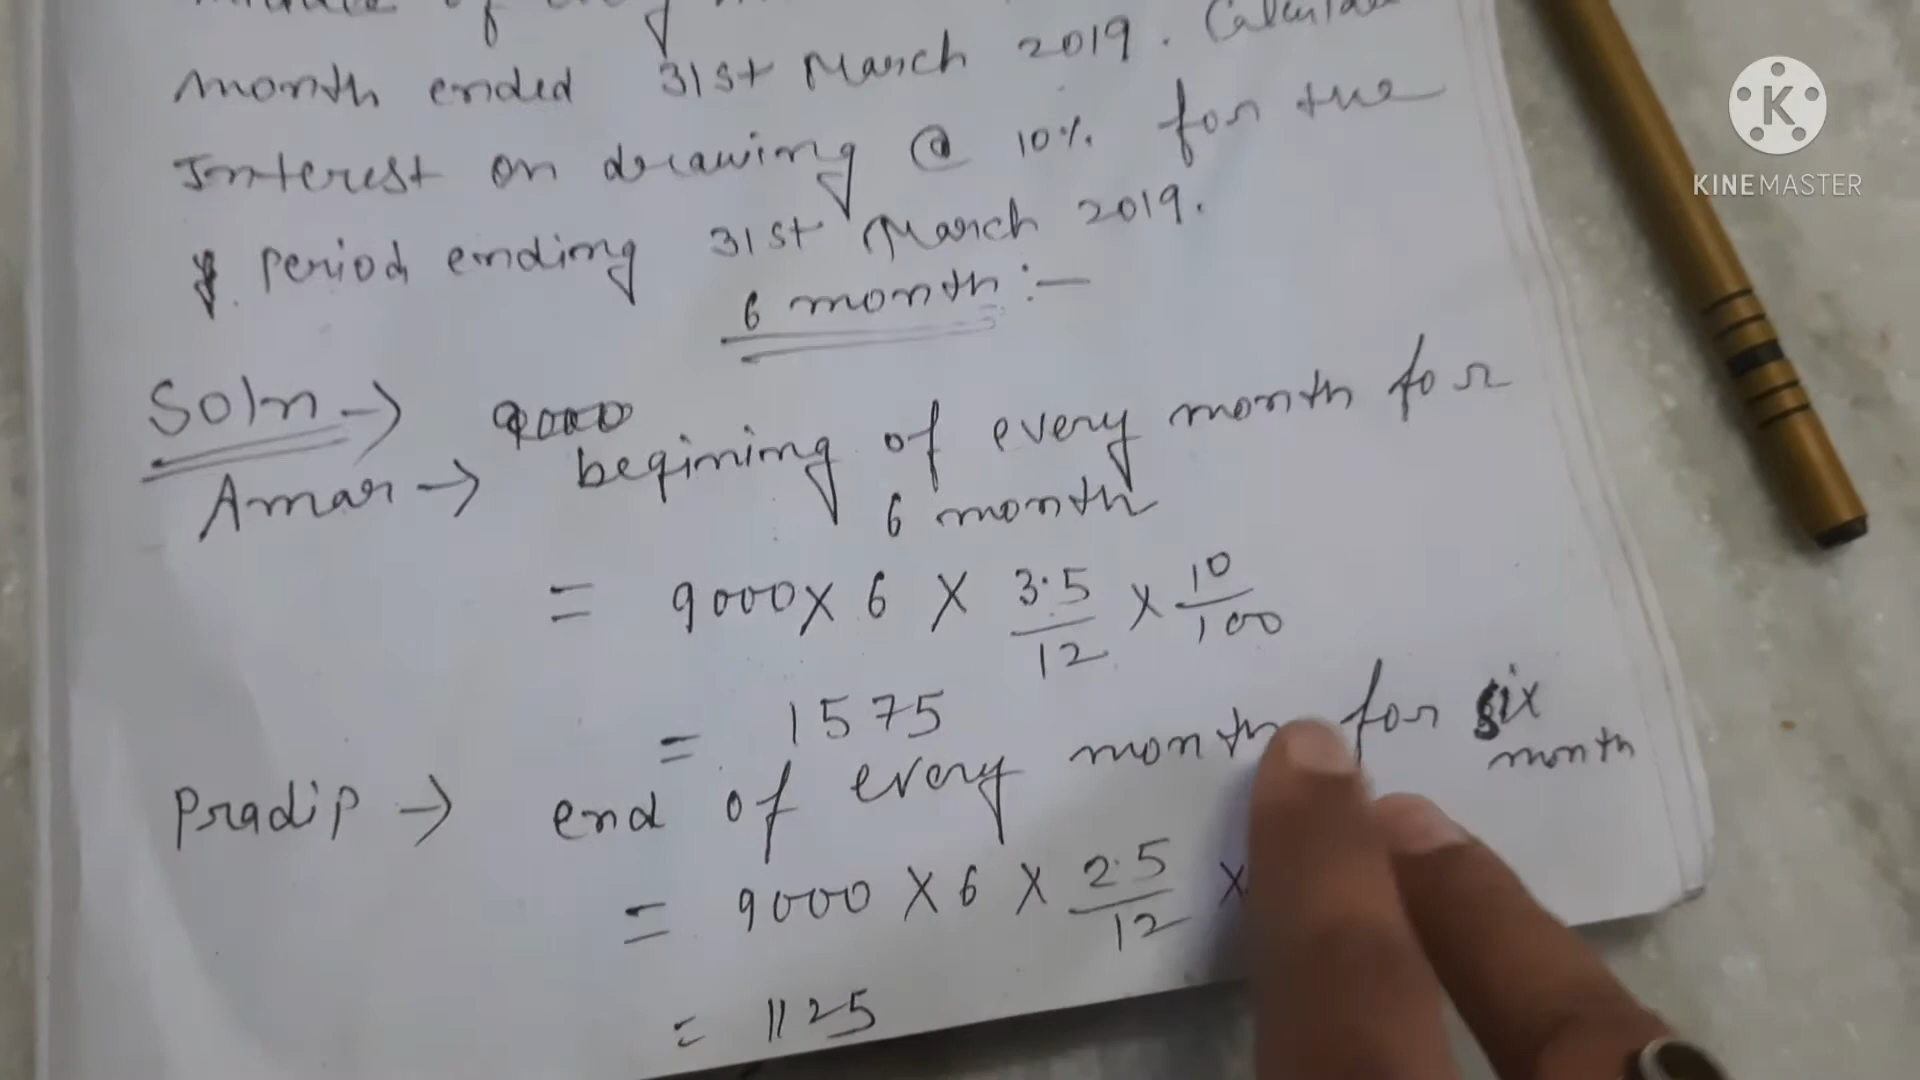 month ended 31st March 2019. Calculate
Interest on drawing @ 10% for the
period ending 31st March 2019.
6 month :-
Soln → 9000
Amar → begining of every month for
6 month
= 9000 X 6 X 3.5/12 X 10/100
= 1575
Pradip → end of every month for six
month
= 9000 X 6 X 2.5/12 X
= 1125
K
KINEMASTER